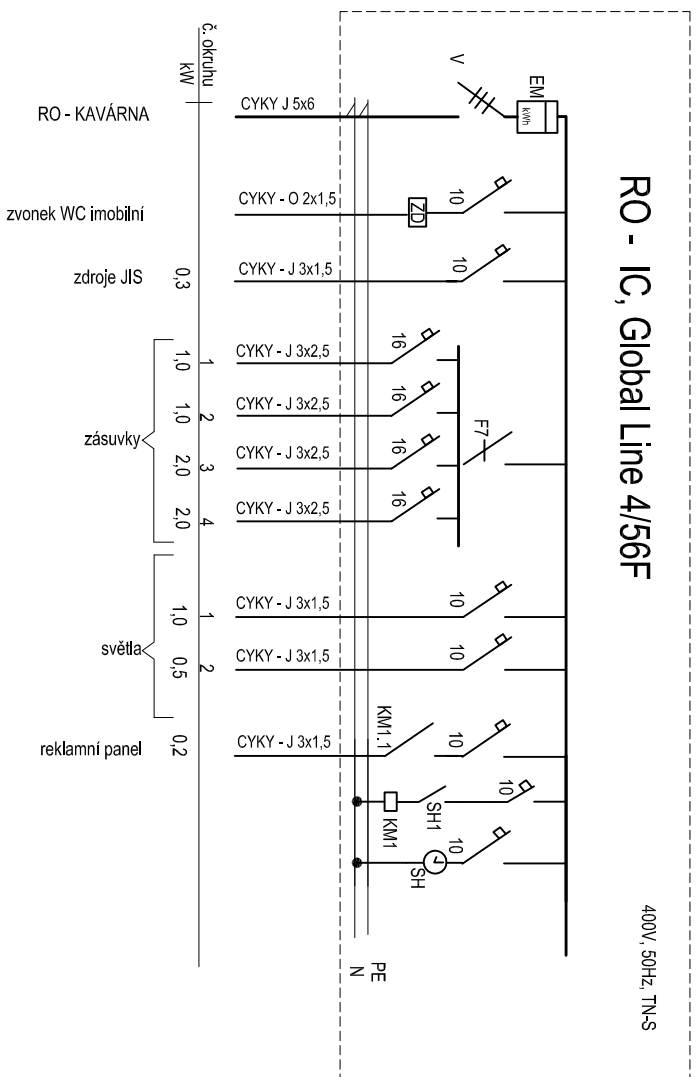 RO - IC, Global Line 4/56F
400V, 50Hz, TN-S
EM
kWh
V
10
10
10
10
10
10
10
F7
16
16
16
16
ZD
KM1.1
SH1
KM1
SH
PE
N
CYKY J 5x6
CYKY - O 2x1,5
CYKY - J 3x1,5
CYKY - J 3x2,5
CYKY - J 3x2,5
CYKY - J 3x2,5
CYKY - J 3x2,5
CYKY - J 3x1,5
CYKY - J 3x1,5
CYKY - J 3x1,5
č. okruhu
1
2
3
4
1
2
kW
0,3
1,0
1,0
2,0
2,0
1,0
0,5
0,2
RO - KAVÁRNA
zvonek WC imobilní
zdroje JIS
zásuvky
světla
reklamní panel